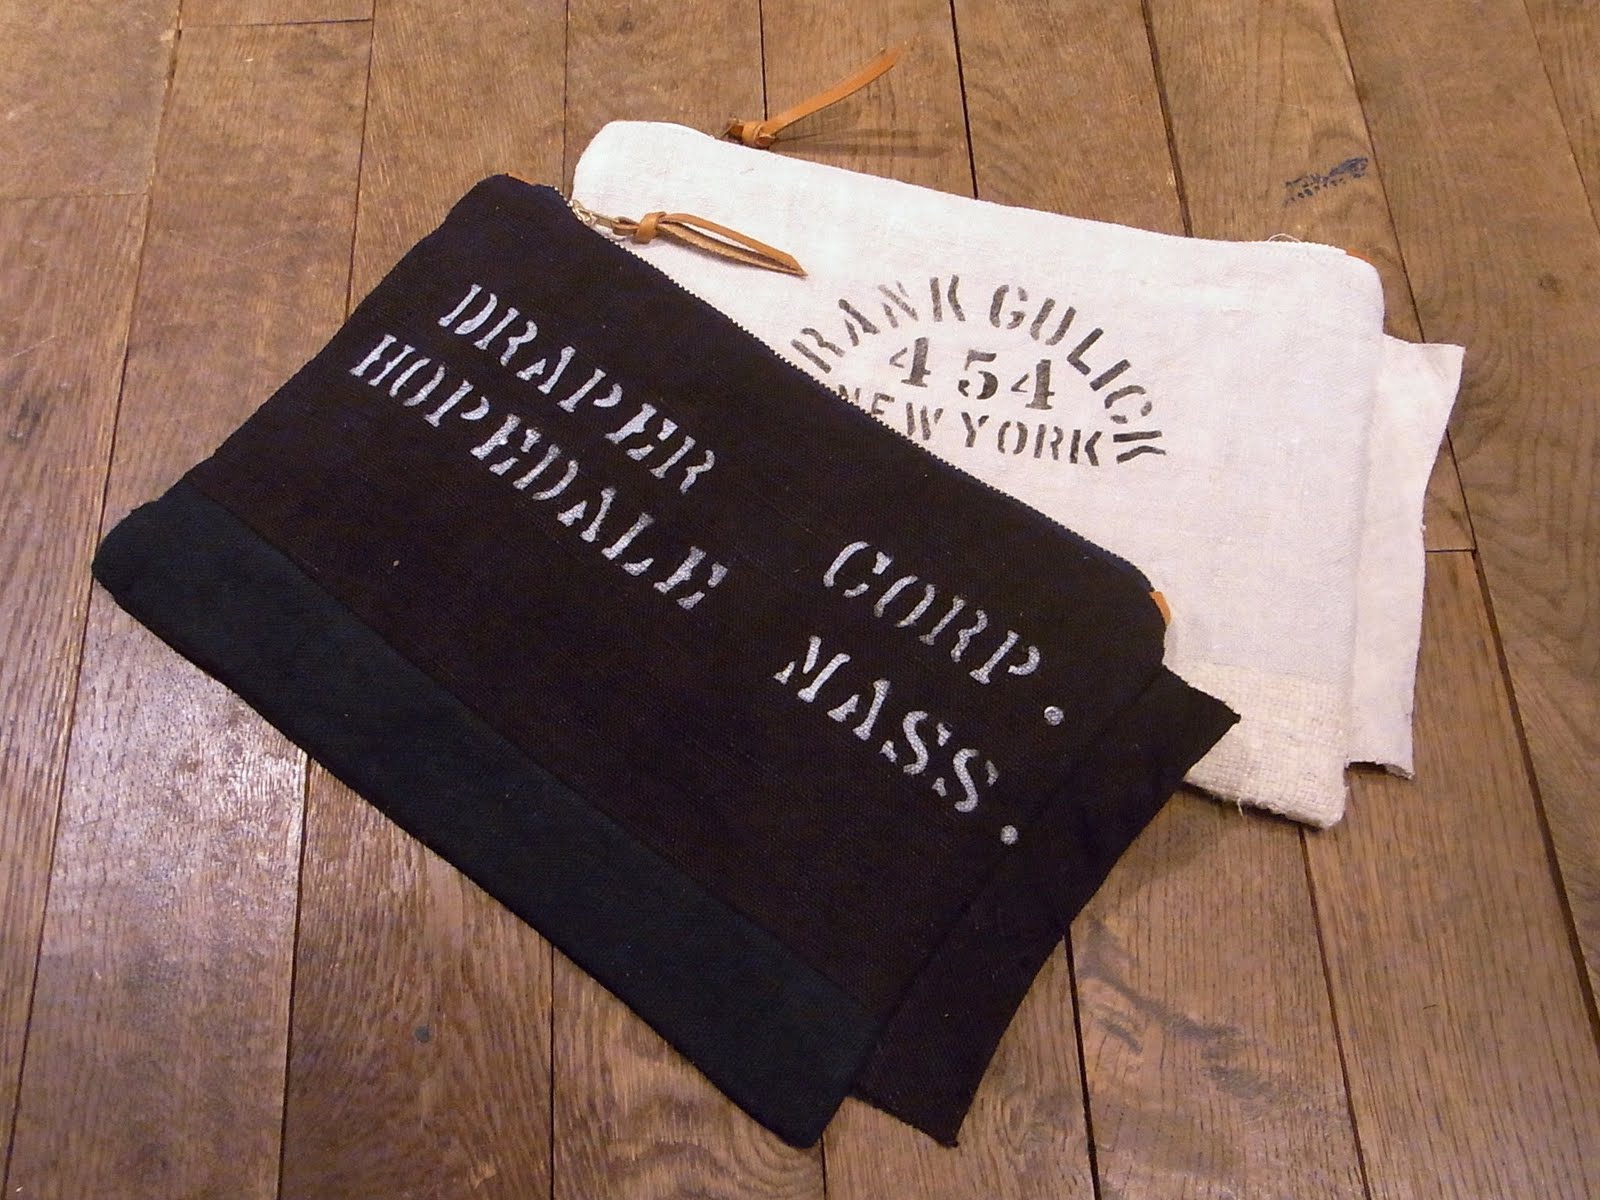 DRAPER CORP.
HOPEDALE MASS.
RANK GULICK
454
NEW YORK